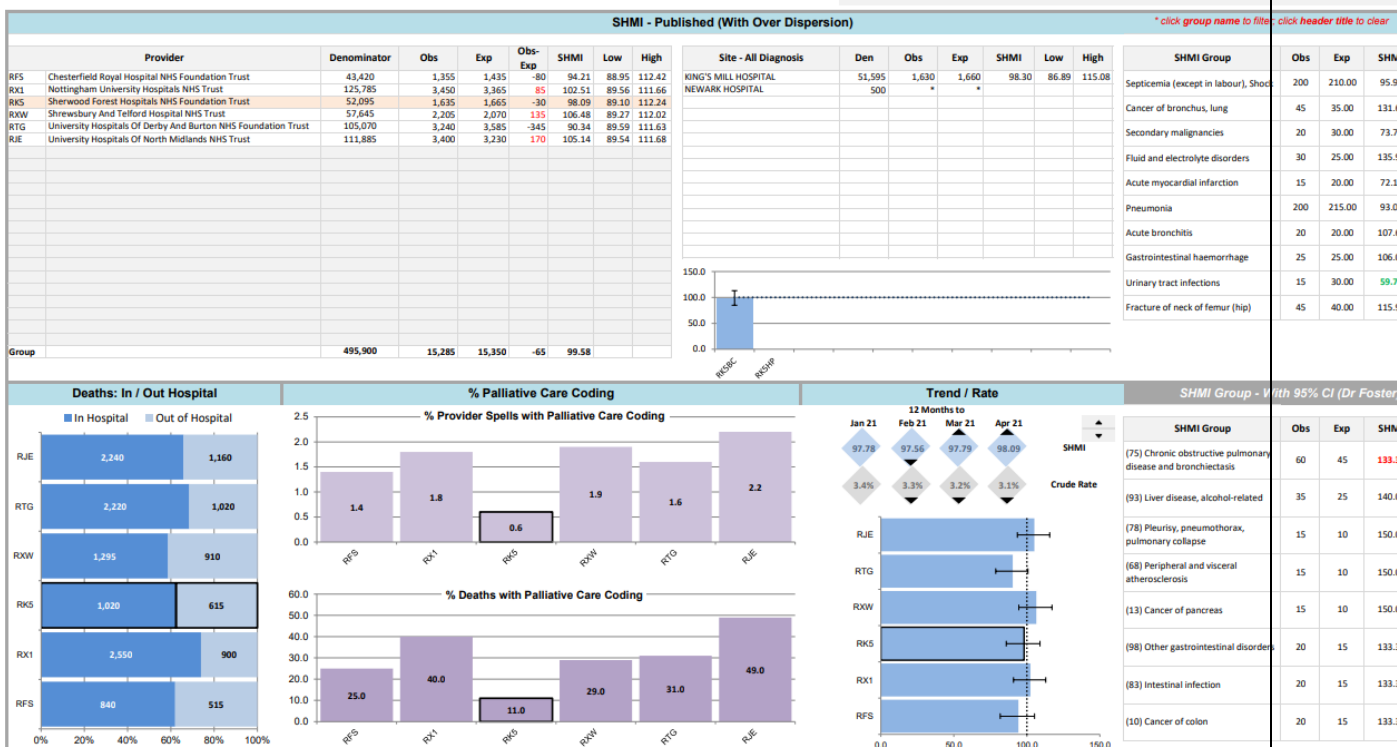 SHMI - Published (With Over Dispersion)
* click group name to filter, click header title to clear
Provider Denominator Obs Exp Obs-Exp SHMI Low High
RFS Chesterfield Royal Hospital NHS Foundation Trust 43,420 1,355 1,435 -80 94.21 88.95 112.42
RX1 Nottingham University Hospitals NHS Trust 125,785 3,450 3,365 85 102.51 89.56 111.66
RK5 Sherwood Forest Hospitals NHS Foundation Trust 52,095 1,635 1,665 -30 98.09 89.10 112.24
RXW Shrewsbury And Telford Hospital NHS Trust 57,645 2,205 2,070 135 106.48 89.27 112.02
RTG University Hospitals Of Derby And Burton NHS Foundation Trust 105,070 3,240 3,585 -345 90.34 89.59 111.63
RJE University Hospitals Of North Midlands NHS Trust 111,885 3,400 3,230 170 105.14 89.54 111.68
Group 495,900 15,285 15,350 -65 99.58
Site - All Diagnosis Den Obs Exp SHMI Low High
KING'S MILL HOSPITAL 51,595 1,630 1,660 98.30 86.89 115.08
NEWARK HOSPITAL 500 * *
150.0
100.0
50.0
0.0
RK5BC RK5HP
SHMI Group Obs Exp
Septicemia (except in labour), Shock 200 210.00
Cancer of bronchus, lung 45 35.00
Secondary malignancies 20 30.00
Fluid and electrolyte disorders 30 25.00
Acute myocardial infarction 15 20.00
Pneumonia 200 215.00
Acute bronchitis 20 20.00
Gastrointestinal haemorrhage 25 25.00
Urinary tract infections 15 30.00
Fracture of neck of femur (hip) 45 40.00
Deaths: In / Out Hospital
In Hospital Out of Hospital
RJE 2,240 1,160
RTG 2,220 1,020
RXW 1,295 910
RK5 1,020 615
RX1 2,550 900
RFS 840 515
0% 20% 40% 60% 80% 100%
% Palliative Care Coding
% Provider Spells with Palliative Care Coding
2.5
2.0
1.5
1.0
0.5
0.0
1.4 1.8 0.6 1.9 1.6 2.2
RFS RX1 RK5 RXW RTG RJE
% Deaths with Palliative Care Coding
60.0
50.0
40.0
30.0
20.0
10.0
0.0
25.0 40.0 11.0 29.0 31.0 49.0
RFS RX1 RK5 RXW RTG RJE
Trend / Rate
12 Months to
Jan 21 Feb 21 Mar 21 Apr 21
97.78 97.56 97.79 98.09 SHMI
3.4% 3.3% 3.2% 3.1% Crude Rate
RJE
RTG
RXW
RK5
RX1
RFS
0.0 50.0 100.0 150.0
SHMI Group - With 95% CI (Dr Foster)
SHMI Group Obs Exp
(75) Chronic obstructive pulmonary
disease and bronchiectasis 60 45
(93) Liver disease, alcohol-related 35 25
(78) Pleurisy, pneumothorax,
pulmonary collapse 15 10
(68) Peripheral and visceral
atherosclerosis 15 10
(13) Cancer of pancreas 15 10
(98) Other gastrointestinal disorders 20 15
(83) Intestinal infection 20 15
(10) Cancer of colon 20 15